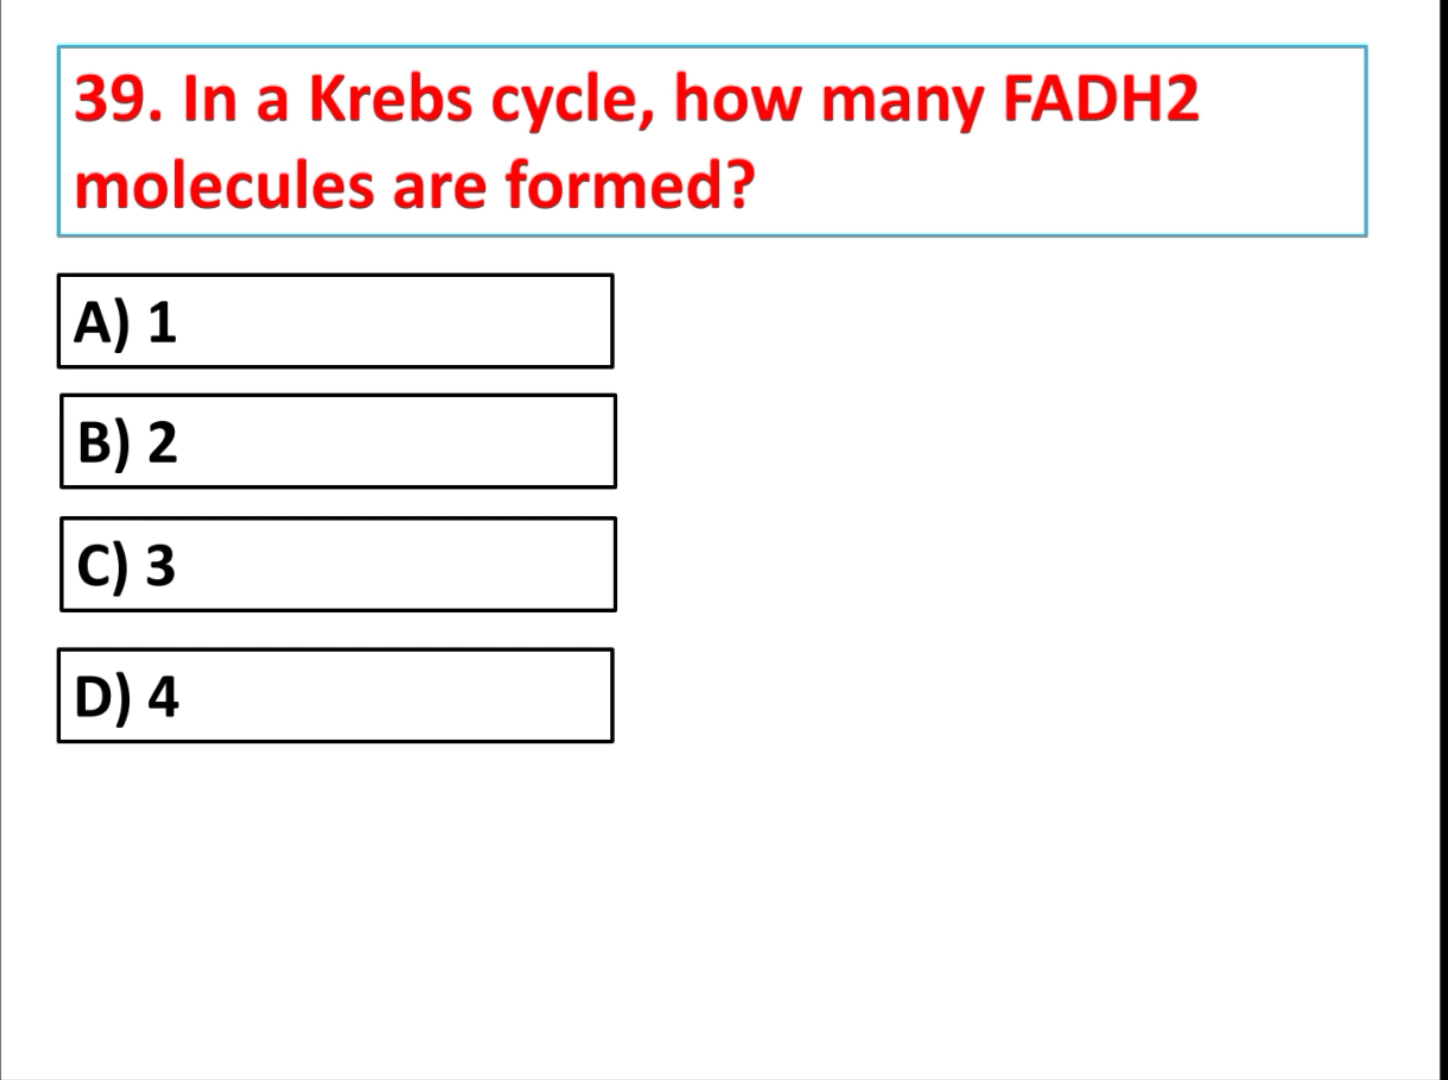 39. In a Krebs cycle, how many FADH2
molecules are formed?
A) 1
B) 2
C) 3
D) 4